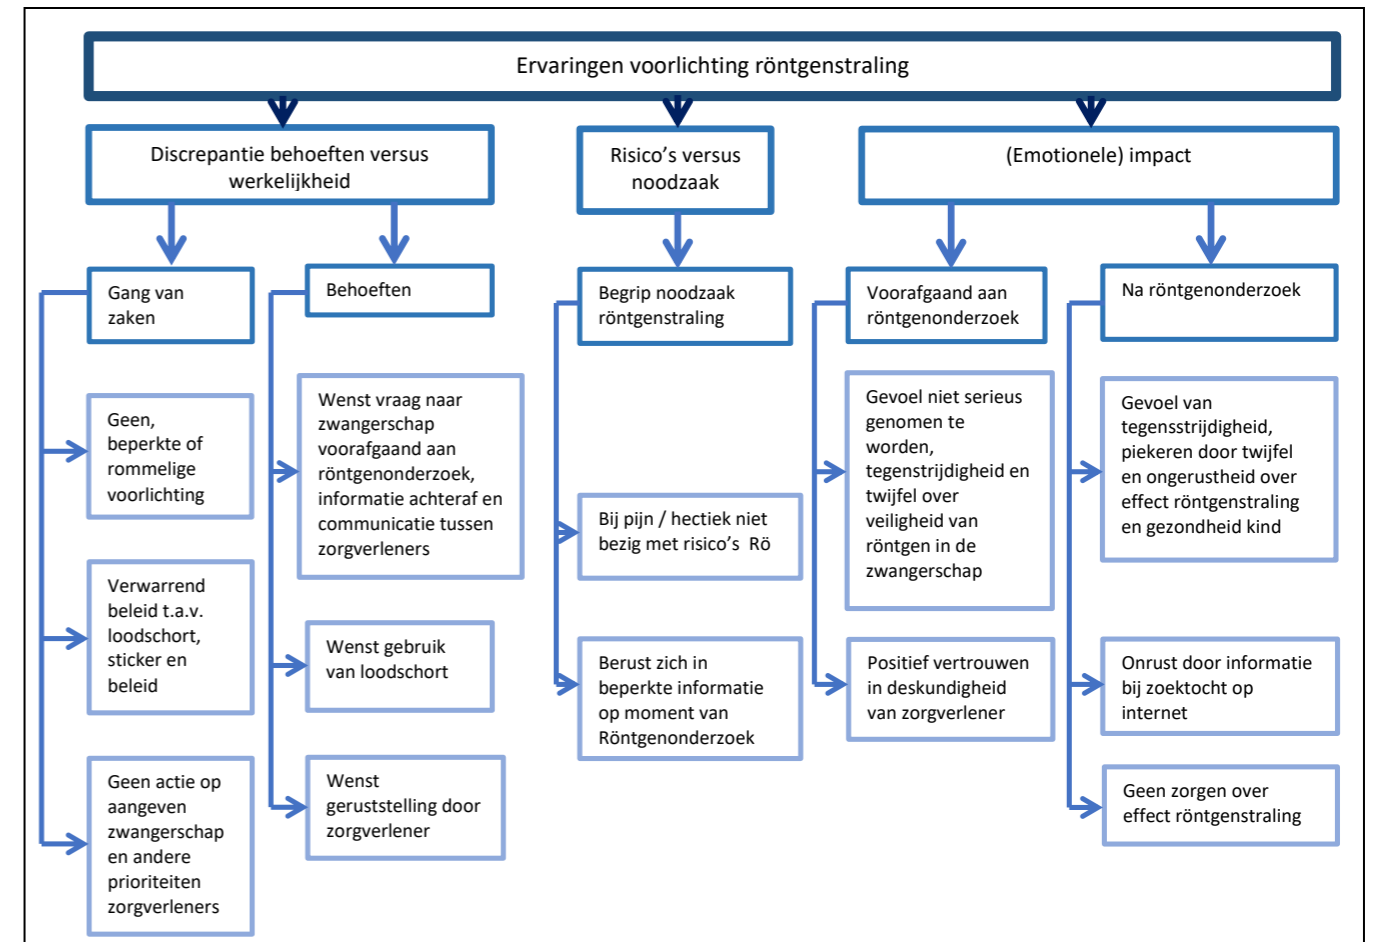 Ervaringen voorlichting röntgenstraling
Discrepantie behoeften versus
werkelijkheid
Risico's versus
noodzaak
(Emotionele) impact
Gang van
zaken
Behoeften
Begrip noodzaak
röntgenstraling
Voorafgaand aan
röntgenonderzoek
Na röntgenonderzoek
Geen,
beperkte of
rommelige
voorlichting
Verwarrend
beleid t.a.v.
loodschort,
sticker en
beleid
Geen actie op
aangeven
zwangerschap
en andere
prioriteiten
zorgverleners
Wenst vraag naar
zwangerschap
voorafgaand aan
röntgenonderzoek,
informatie achteraf en
communicatie tussen
zorgverleners
Wenst gebruik
van loodschort
Wenst
geruststelling door
zorgverlener
Bij pijn / hectiek niet
bezig met risico's Rö
Berust zich in
beperkte informatie
op moment van
Röntgenonderzoek
Gevoel niet serieus
genomen te
worden,
tegenstrijdigheid en
twijfel over
veiligheid van
röntgen in de
zwangerschap
Positief vertrouwen
in deskundigheid
van zorgverlener
Gevoel van
tegensstrijdigheid,
piekeren door twijfel
en ongerustheid over
effect röntgenstraling
en gezondheid kind
Onrust door informatie
bij zoektocht op
internet
Geen zorgen over
effect röntgenstraling